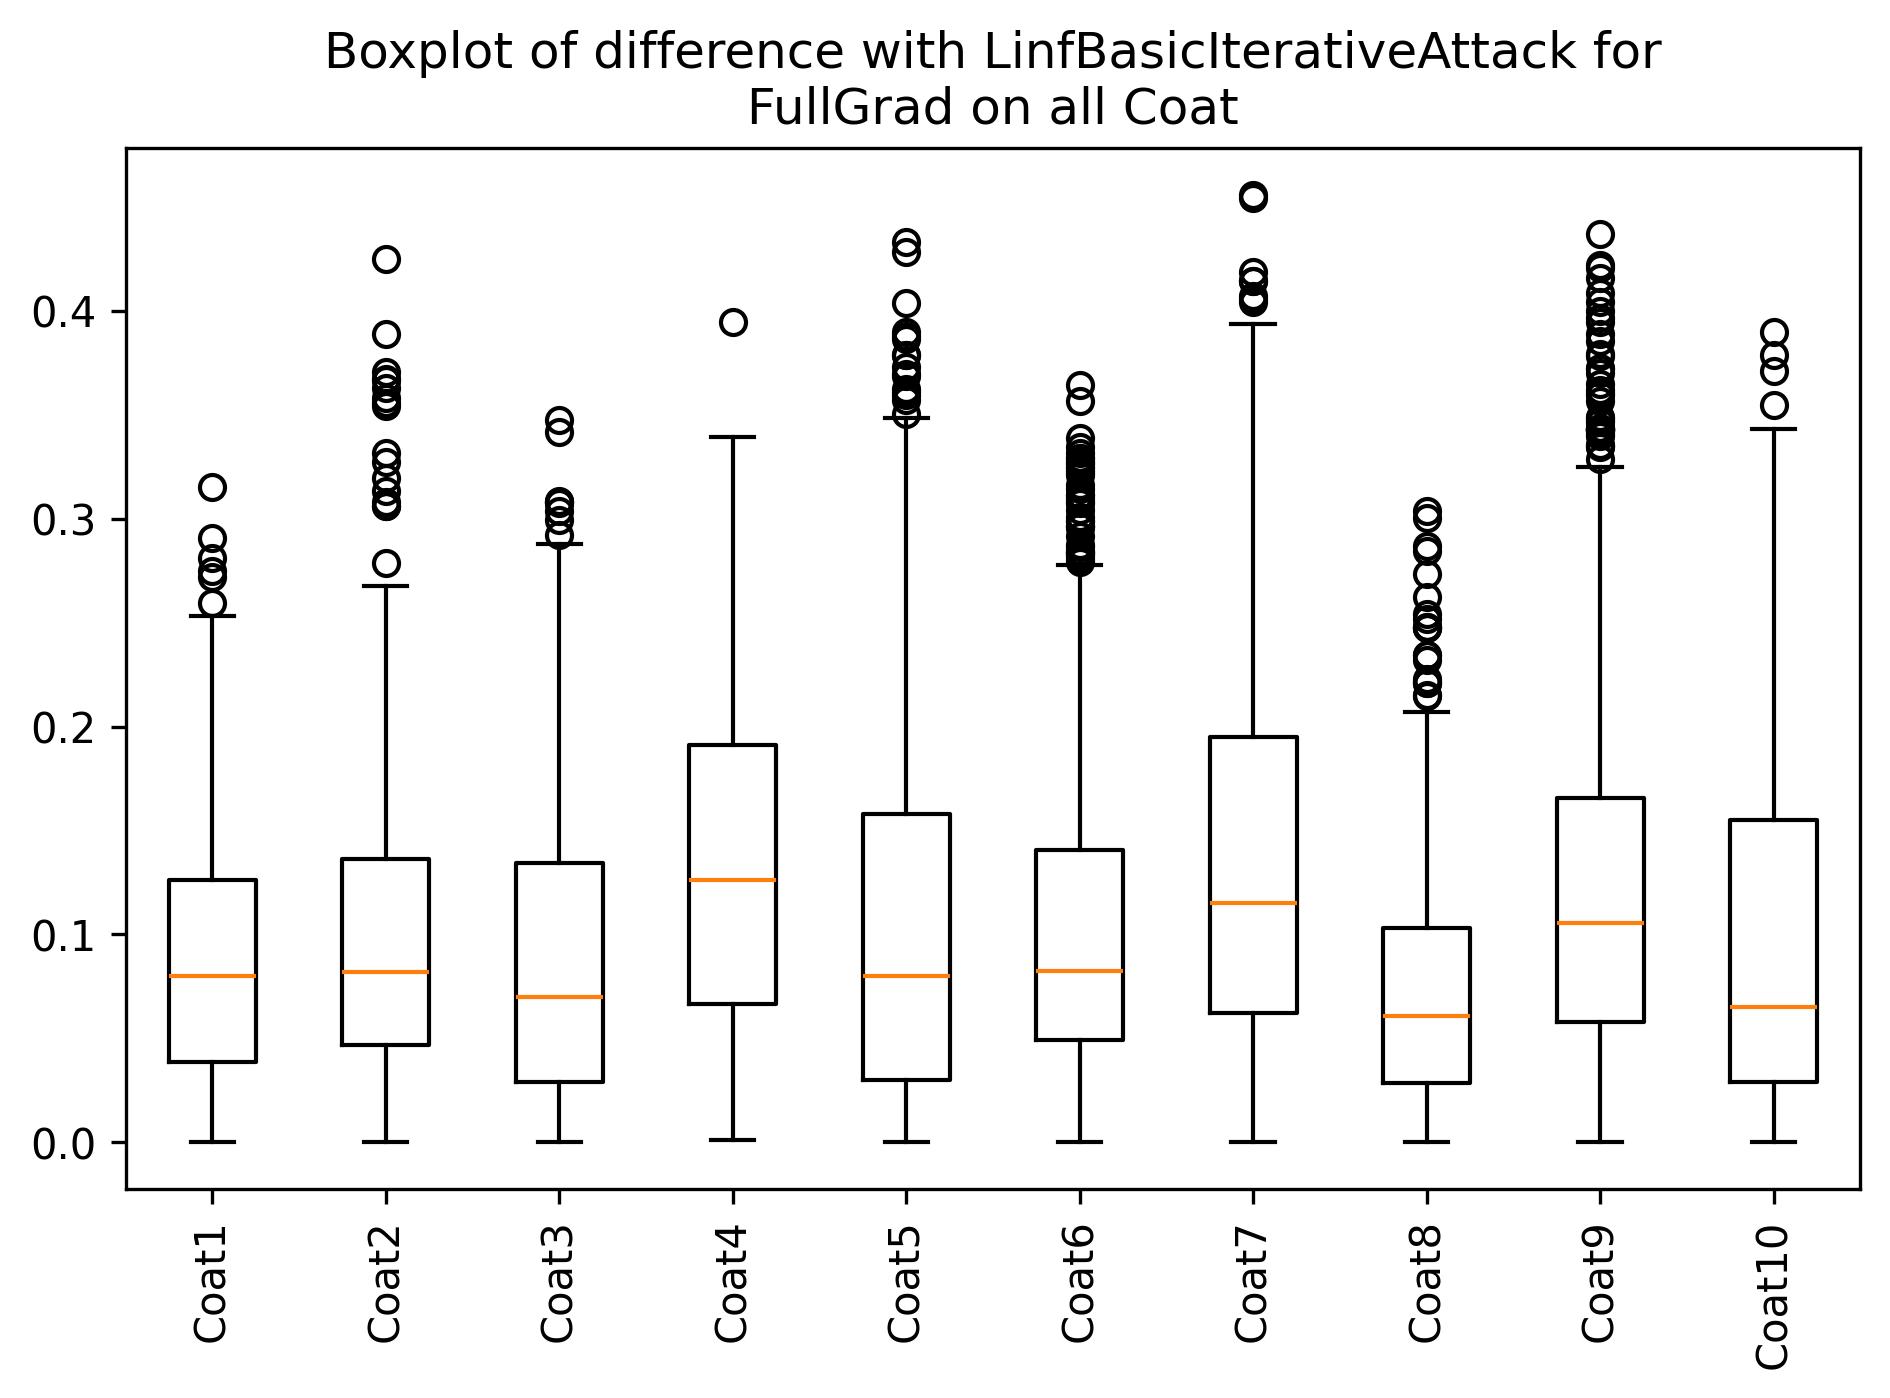 Boxplot of difference with LinfBasicIterativeAttack for
FullGrad on all Coat
0.4
0.3
0.2
0.1
0.0
Coat1
Coat2
Coat3
Coat4
Coat5
Coat6
Coat7
Coat8
Coat9
Coat10